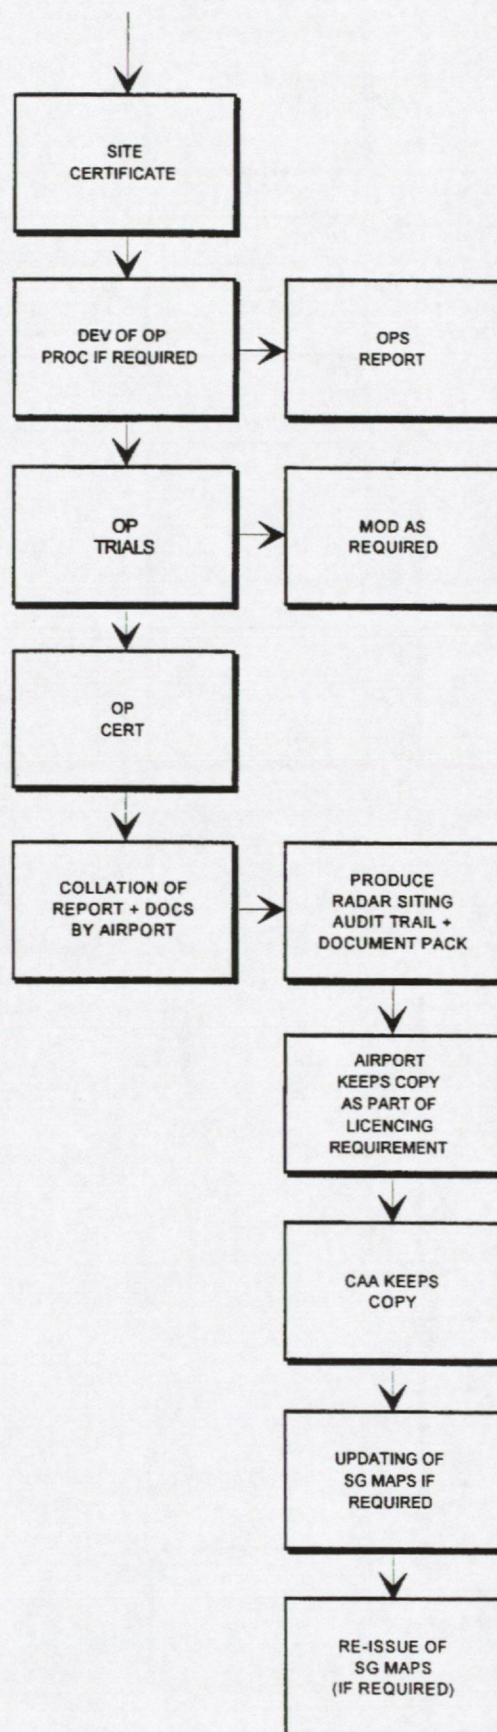 SITE
CERTIFICATE
DEV OF OP
PROC IF REQUIRED
OPS
REPORT
OP
TRIALS
MOD AS
REQUIRED
OP
CERT
COLLATION OF
REPORT + DOCS
BY AIRPORT
PRODUCE
RADAR SITING
AUDIT TRAIL +
DOCUMENT PACK
AIRPORT
KEEPS COPY
AS PART OF
LICENCING
REQUIREMENT
CAA KEEPS
COPY
UPDATING OF
SG MAPS IF
REQUIRED
RE-ISSUE OF
SG MAPS
(IF REQUIRED)